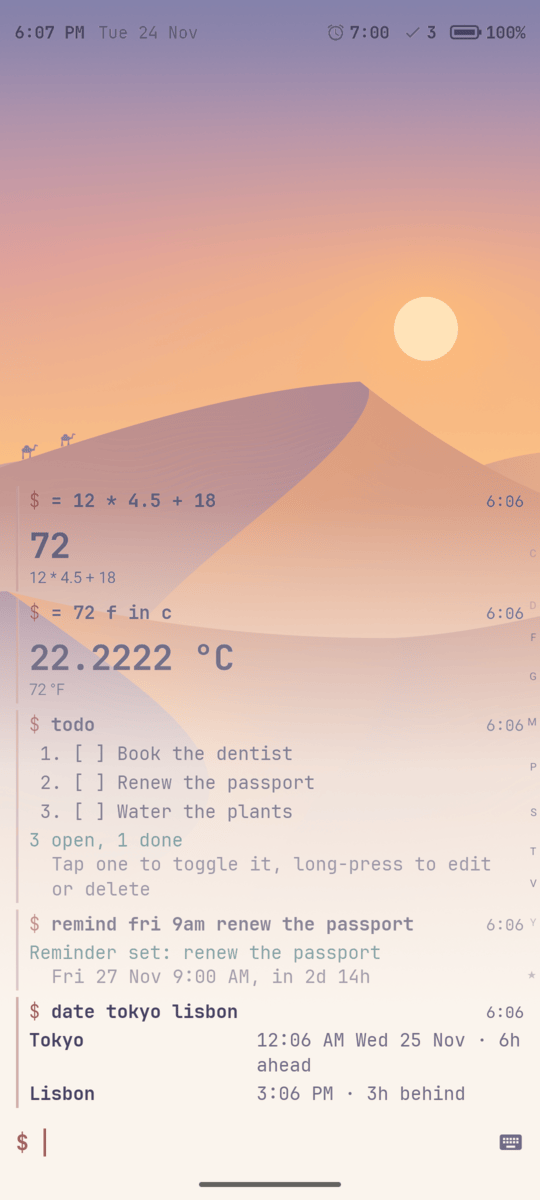 6:07 PM Tue 24 Nov 7:00 3 100%
$ = 12 * 4.5 + 18 6:06
72
12 * 4.5 + 18
C
$ = 72 f in c 6:06
D
F
22.2222 °C
G
72 °F
$ todo 6:06
M
1. [ ] Book the dentist
P
2. [ ] Renew the passport
3. [ ] Water the plants
S
3 open, 1 done
T
Tap one to toggle it, long-press to edit
V
or delete
$ remind fri 9am renew the passport 6:06
Y
Reminder set: renew the passport
Fri 27 Nov 9:00 AM, in 2d 14h
*
$ date tokyo lisbon 6:06
Tokyo 12:06 AM Wed 25 Nov · 6h
ahead
Lisbon 3:06 PM · 3h behind
$